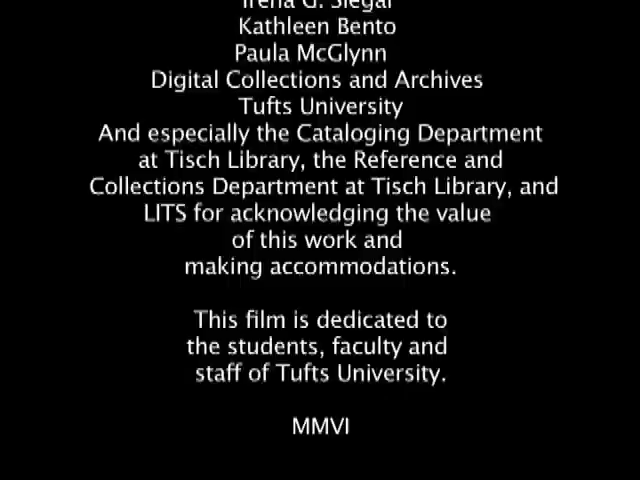 Irena G. Siegal
Kathleen Bento
Paula McGlynn
Digital Collections and Archives
Tufts University
And especially the Cataloging Department
at Tisch Library, the Reference and
Collections Department at Tisch Library, and
LITS for acknowledging the value
of this work and
making accommodations.
This film is dedicated to
the students, faculty and
staff of Tufts University.
MMVI